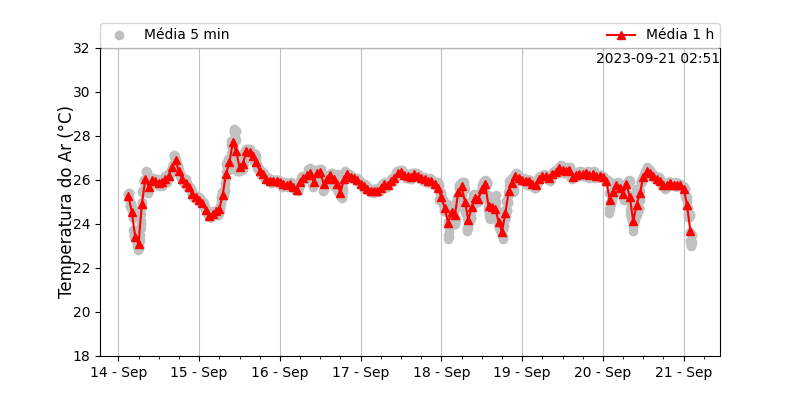 Média 5 min
Média 1 h
2023-09-21 02:51
Temperatura do Ar (°C)
32
30
28
26
24
22
20
18
14 - Sep
15 - Sep
16 - Sep
17 - Sep
18 - Sep
19 - Sep
20 - Sep
21 - Sep